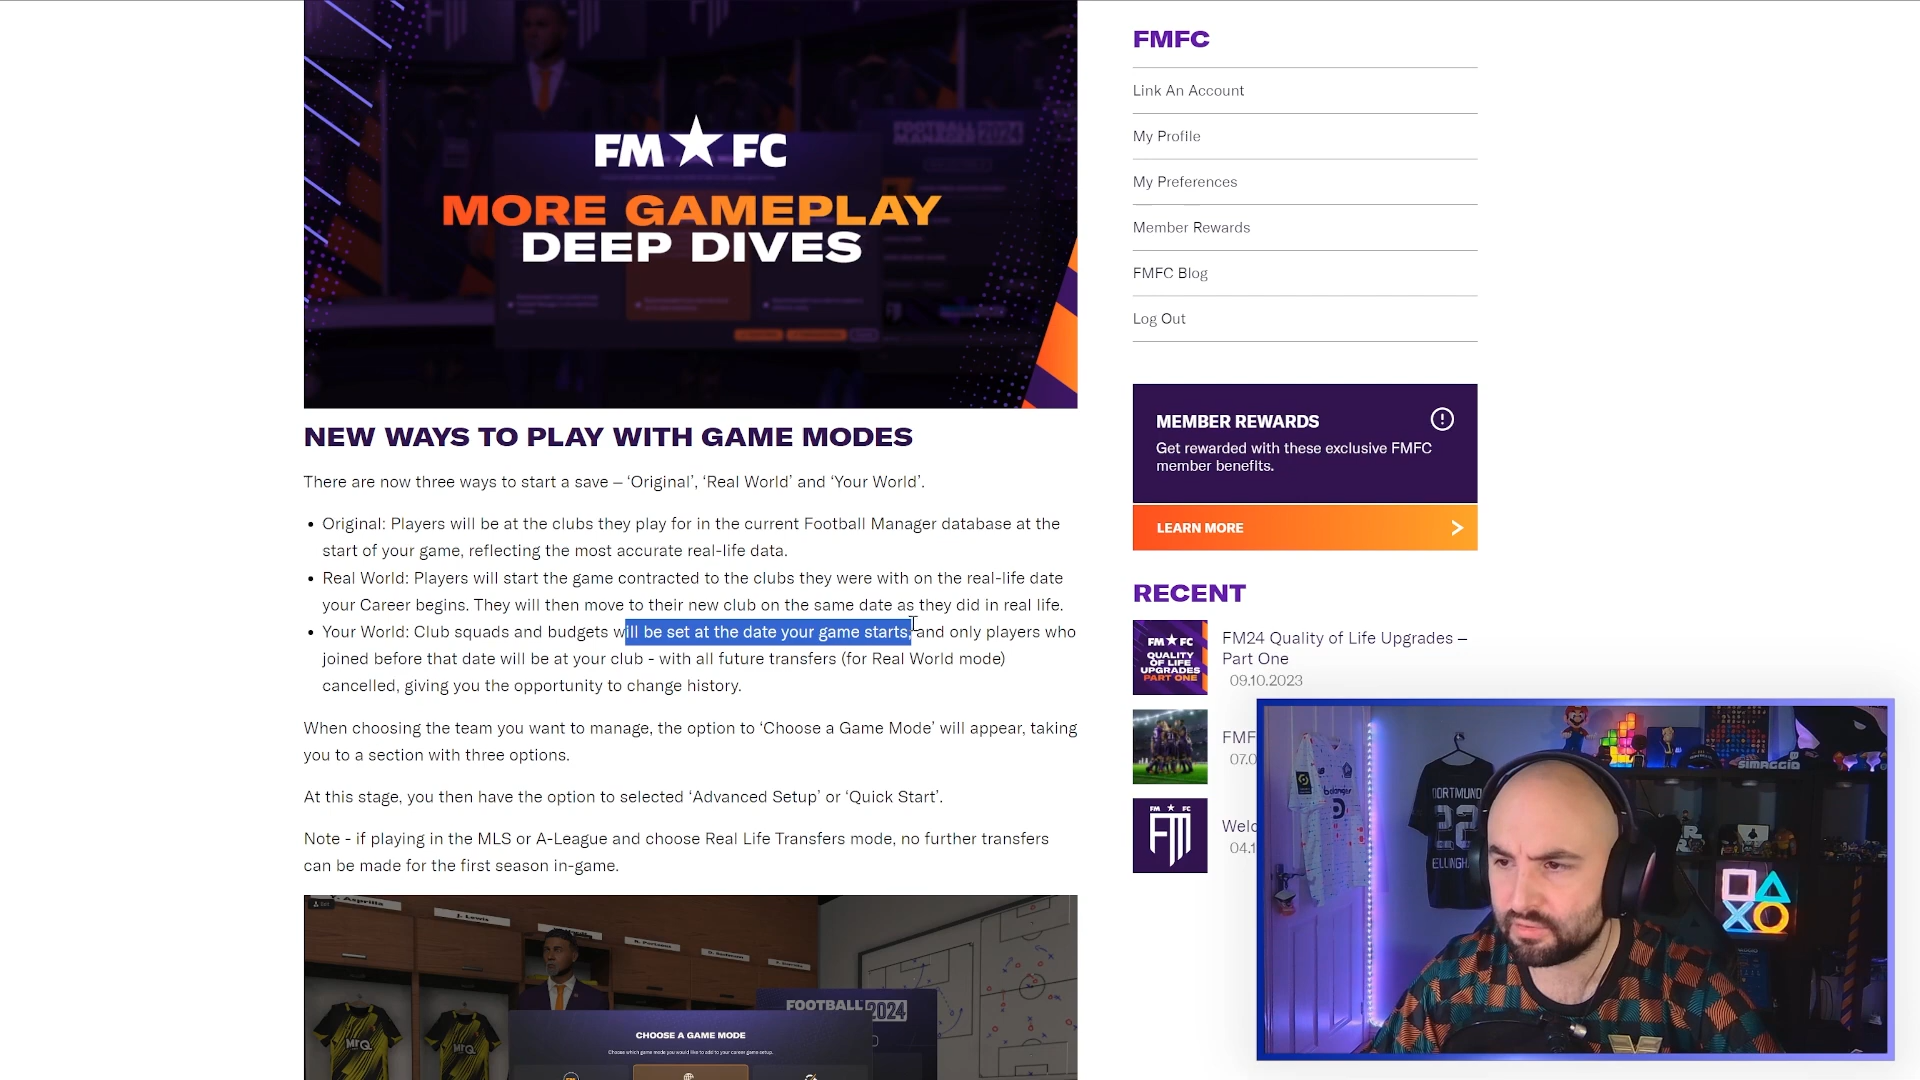 FM FC
MORE GAMEPLAY
DEEP DIVES
NEW WAYS TO PLAY WITH GAME MODES
There are now three ways to start a save – ‘Original’, ‘Real World’ and ‘Your World’.
Original: Players will be at the clubs they play for in the current Football Manager database at the
start of your game, reflecting the most accurate real-life data.
Real World: Players will start the game contracted to the clubs they were with on the real-life date
your Career begins. They will then move to their new club on the same date as they did in real life.
Your World: Club squads and budgets will be set at the date your game starts, and only players who
joined before that date will be at your club - with all future transfers (for Real World mode)
cancelled, giving you the opportunity to change history.
When choosing the team you want to manage, the option to ‘Choose a Game Mode’ will appear, taking
you to a section with three options.
At this stage, you then have the option to selected ‘Advanced Setup’ or ‘Quick Start’.
Note - if playing in the MLS or A-League and choose Real Life Transfers mode, no further transfers
can be made for the first season in-game.
J. Lewis
FOOTBALL 2024
CHOOSE A GAME MODE
Choose which game mode you would like to add to your career game setup.
FMFC
Link An Account
My Profile
My Preferences
Member Rewards
FMFC Blog
Log Out
MEMBER REWARDS
Get rewarded with these exclusive FMFC
member benefits.
LEARN MORE
RECENT
FM FC
QUALITY
OF LIFE
UPGRADES
PART ONE
FM24 Quality of Life Upgrades –
Part One
09.10.2023
FMF
07.0
FM FC
FM
Welc
04.1
SIMAGGIO
DORTMUND
22